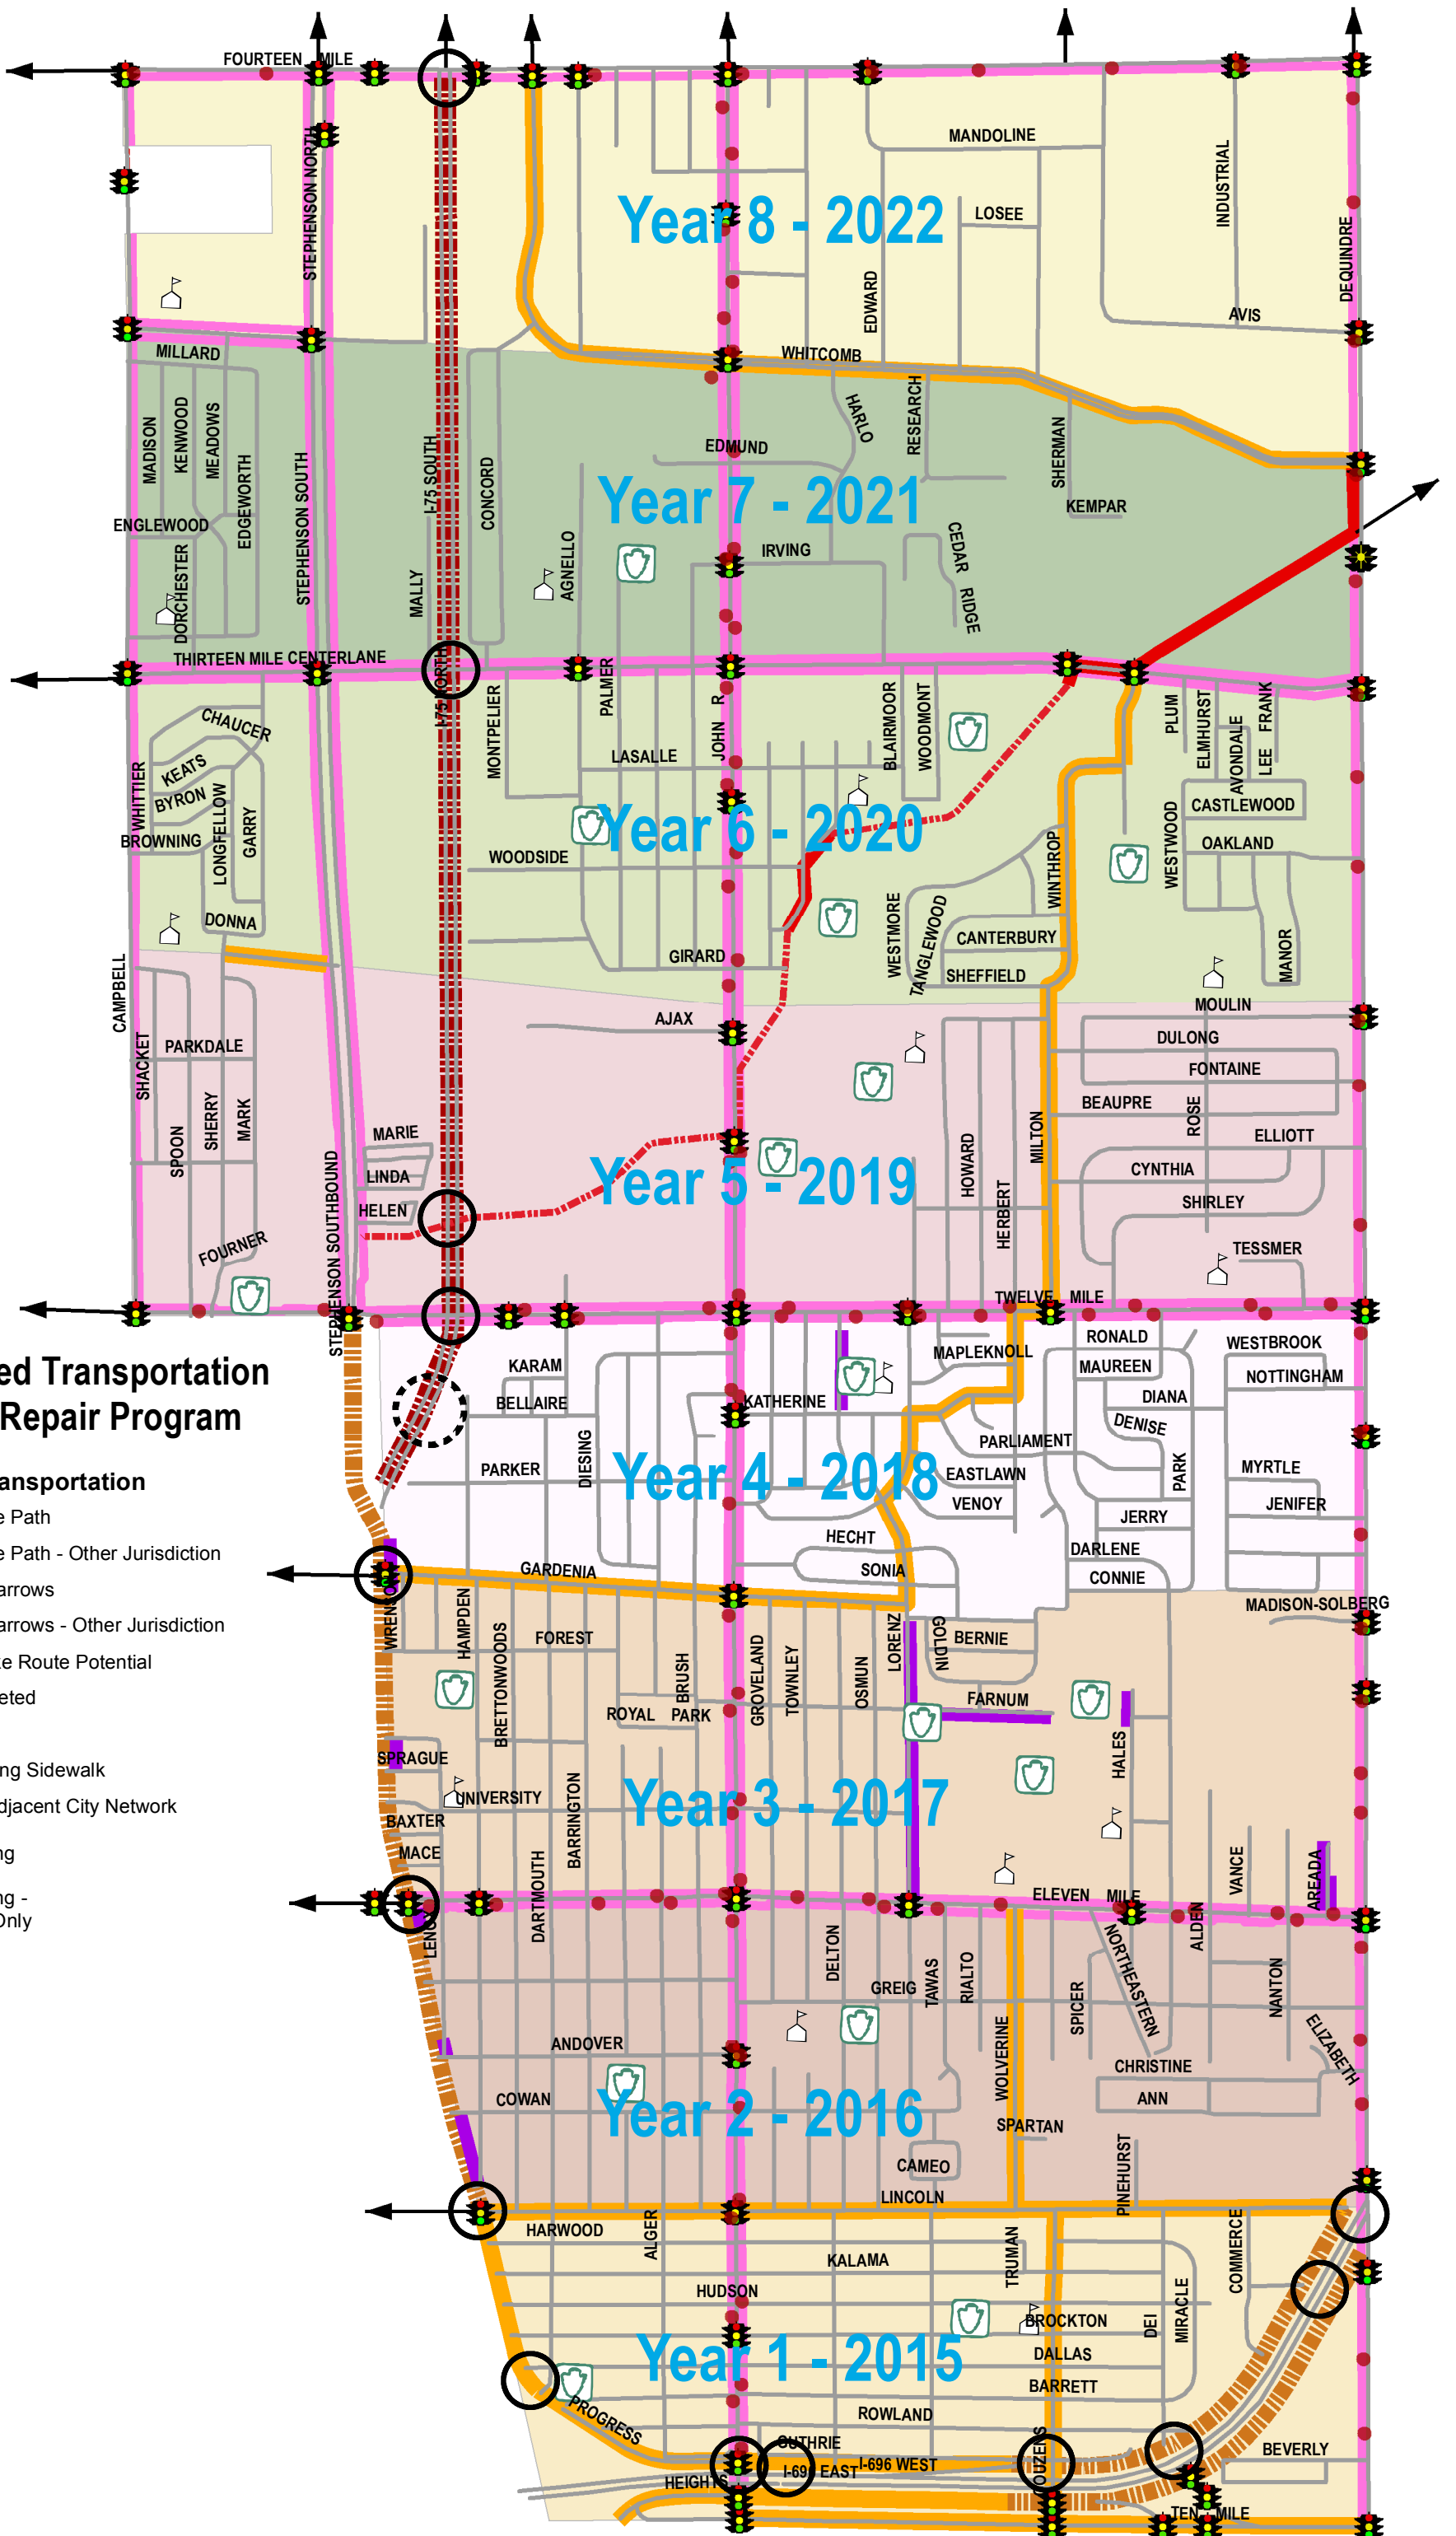 FOURTEEN MILE
MANDOLINE
STEPHENSON NORTH
INDUSTRIAL
Year 8 - 2022
LOSEE
DEQUINDRE
EDWARD
AVIS
MILLARD
WHITCOMB
MADISON
KENWOOD
MEADOWS
EDGEWORTH
STEPHENSON SOUTH
I-75 SOUTH
CONCORD
EDMUND
HARLO
RESEARCH
SHERMAN
Year 7 - 2021
KEMPAR
ENGLEWOOD
DORCHESTER
MALLY
AGNELLO
IRVING
CEDAR RIDGE
THIRTEEN MILE CENTERLANE
I-75 NORTH
MONTPELIER
PALMER
JOHN R
BLAIRMOOR
WOODMONT
PLUM
ELMHURST
AVONDALE
LEE
FRANK
CHAUCER
KEATS
BYRON
WHITTIER
BROWNING
LONGFELLOW
GARRY
LASALLE
CASTLEWOOD
Year 6 - 2020
WOODSIDE
WINTHROP
WESTWOOD
OAKLAND
DONNA
WESTMORE
TANGLEWOOD
CANTERBURY
SHEFFIELD
MANOR
GIRARD
CAMPBELL
AJAX
MOULIN
DULONG
FONTAINE
SHACKET
PARKDALE
SPOON
SHERRY
MARK
BEAUPRE
ROSE
ELLIOTT
MARIE
LINDA
HELEN
Year 5 - 2019
HOWARD
HERBERT
MILTON
CYNTHIA
SHIRLEY
FOURNER
STEPHENSON SOUTHBOUND
TESSMER
TWELVE MILE
ed Transportation
Repair Program
KARAM
BELLAIRE
KATHERINE
MAPLEKNOLL
RONALD
MAUREEN
DIANA
DENISE
WESTBROOK
NOTTINGHAM
PARKER
DIESING
Year 4 - 2018
PARLIAMENT
EASTLAWN
VENOY
PARK
MYRTLE
JENIFER
JERRY
ansportation
e Path
e Path - Other Jurisdiction
arrows
arrows - Other Jurisdiction
ke Route Potential
eted
ng Sidewalk
djacent City Network
ng
ng -
Only
HECHT
SONIA
DARLENE
CONNIE
GARDENIA
MADISON-SOLBERG
HAMPDEN
BRETTONWOODS
FOREST
BRUSH
GROVELAND
TOWNLEY
OSMUN
LORENZ
GOLDIN
BERNIE
ROYAL PARK
FARNUM
HALES
SPRAGUE
UNIVERSITY
BARRINGTON
Year 3 - 2017
BAXTER
MACE
DARTMOUTH
VANCE
AREADA
ELEVEN MILE
ALDEN
DELTON
GREIG
TAWAS
RIALTO
SPICER
NORTHEASTERN
NANTON
ELIZABETH
ANDOVER
WOLVERINE
CHRISTINE
ANN
COWAN
Year 2 - 2016
SPARTAN
CAMEO
LINCOLN
PINEHURST
HARWOOD
ALGER
KALAMA
TRUMAN
COMMERCE
HUDSON
BROCKTON
DEI
MIRACLE
Year 1 - 2015
DALLAS
BARRETT
PROGRESS
ROWLAND
GUTHRIE
I-696 WEST
I-696 EAST
HEIGHTS
BEVERLY
TEN MILE